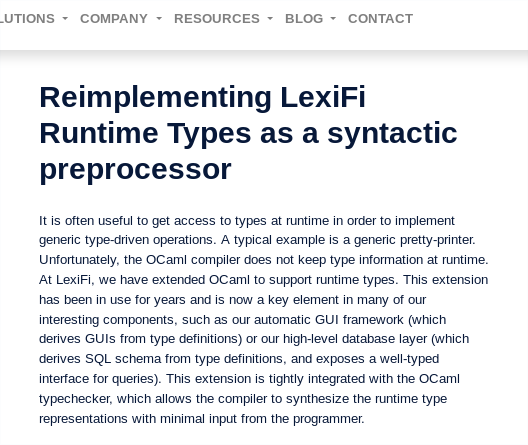 LUTIONS COMPANY RESOURCES BLOG CONTACT
Reimplementing LexiFi
Runtime Types as a syntactic
preprocessor
It is often useful to get access to types at runtime in order to implement
generic type-driven operations. A typical example is a generic pretty-printer.
Unfortunately, the OCaml compiler does not keep type information at runtime.
At LexiFi, we have extended OCaml to support runtime types. This extension
has been in use for years and is now a key element in many of our
interesting components, such as our automatic GUI framework (which
derives GUIs from type definitions) or our high-level database layer (which
derives SQL schema from type definitions, and exposes a well-typed
interface for queries). This extension is tightly integrated with the OCaml
typechecker, which allows the compiler to synthesize the runtime type
representations with minimal input from the programmer.